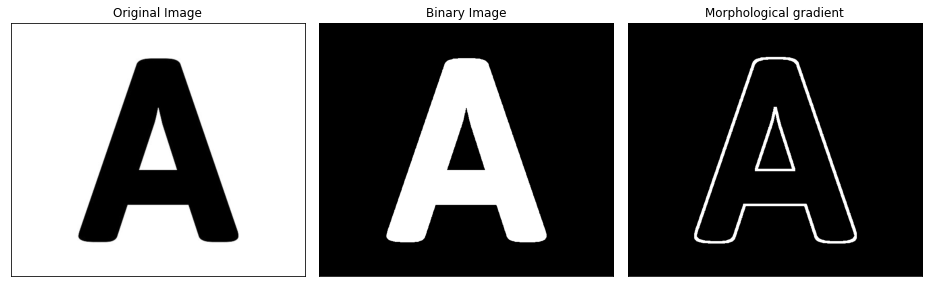 Original Image
Binary Image
Morphological gradient
A
A
A